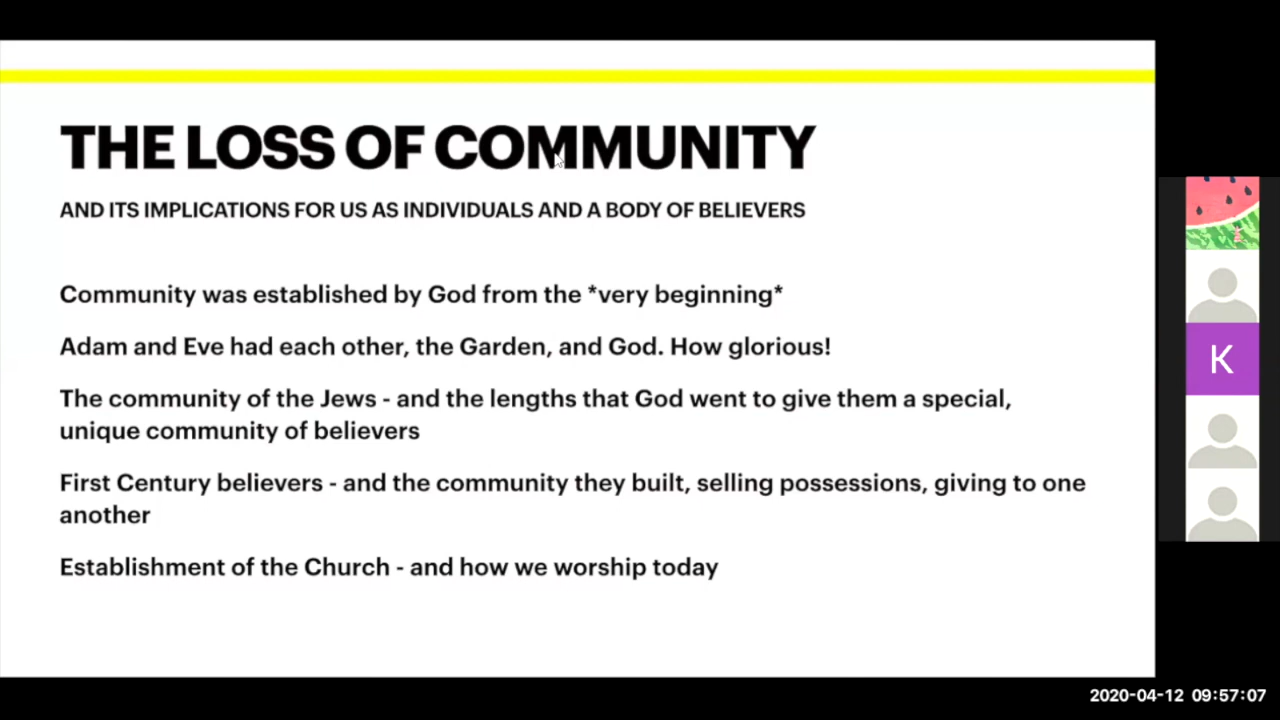 THE LOSS OF COMMUNITY
AND ITS IMPLICATIONS FOR US AS INDIVIDUALS AND A BODY OF BELIEVERS
Community was established by God from the *very beginning*
Adam and Eve had each other, the Garden, and God. How glorious!
The community of the Jews - and the lengths that God went to give them a special,
unique community of believers
First Century believers - and the community they built, selling possessions, giving to one
another
Establishment of the Church - and how we worship today
K
2020-04-12 09:57:07